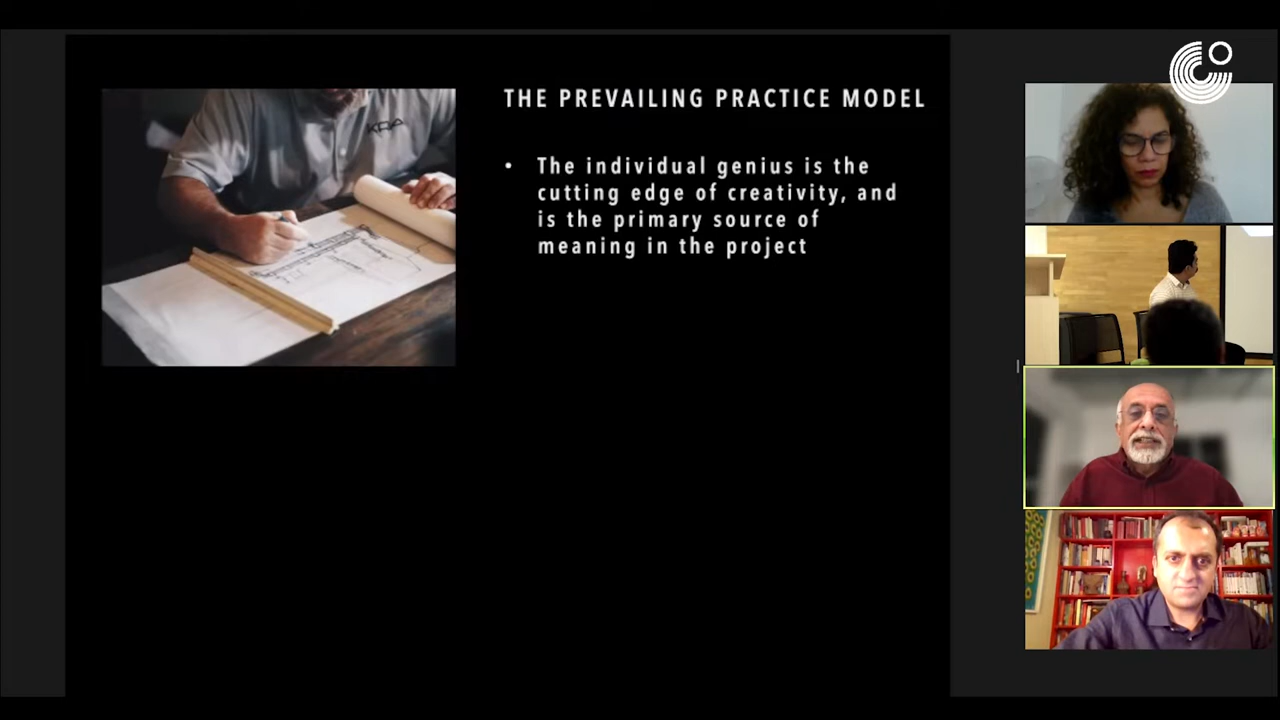 THE PREVAILING PRACTICE MODEL
• The individual genius is the
cutting edge of creativity, and
is the primary source of
meaning in the project